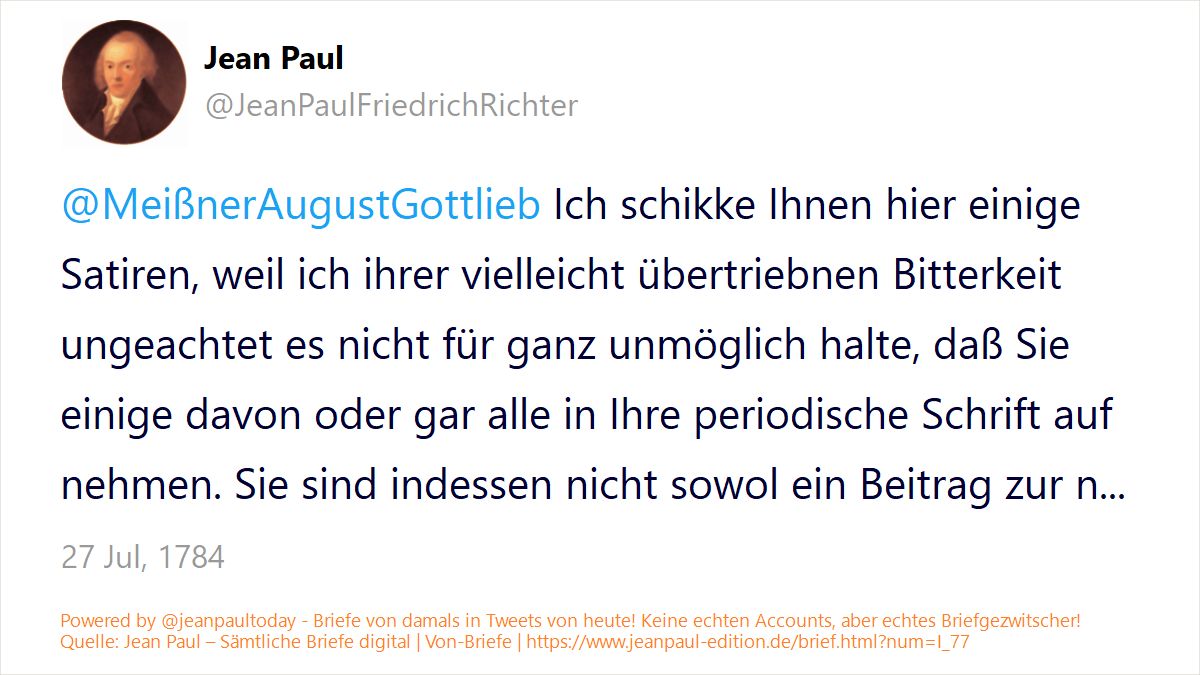 Jean Paul
@JeanPaulFriedrichRichter
@MeißnerAugustGottlieb Ich schikke Ihnen hier einige
Satiren, weil ich ihrer vielleicht übertriebnen Bitterkeit
ungeachtet es nicht für ganz unmöglich halte, daß Sie
einige davon oder gar alle in Ihre periodische Schrift auf
nehmen. Sie sind indessen nicht sowol ein Beitrag zur n...
27 Jul, 1784
Powered by @jeanpaultoday - Briefe von damals in Tweets von heute! Keine echten Accounts, aber echtes Briefgezwitscher!
Quelle: Jean Paul – Sämtliche Briefe digital | Von-Briefe | https://www.jeanpaul-edition.de/brief.html?num=I_77